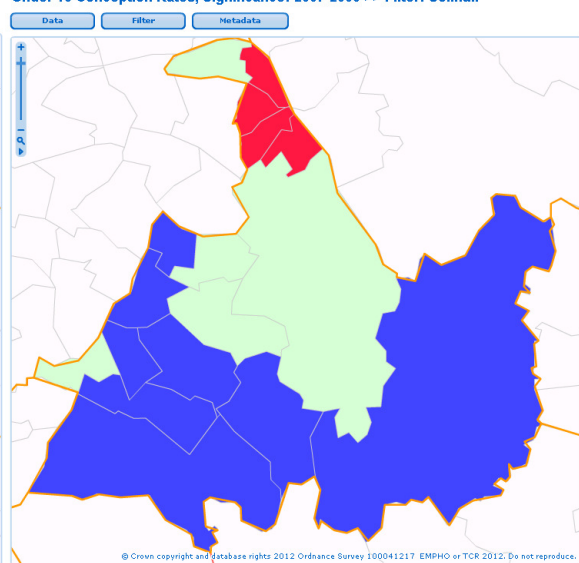 Data
Filter
Metadata
© Crown copyright and database rights 2012 Ordnance Survey 100041217 EMPHO or TCR 2012. Do not reproduce.